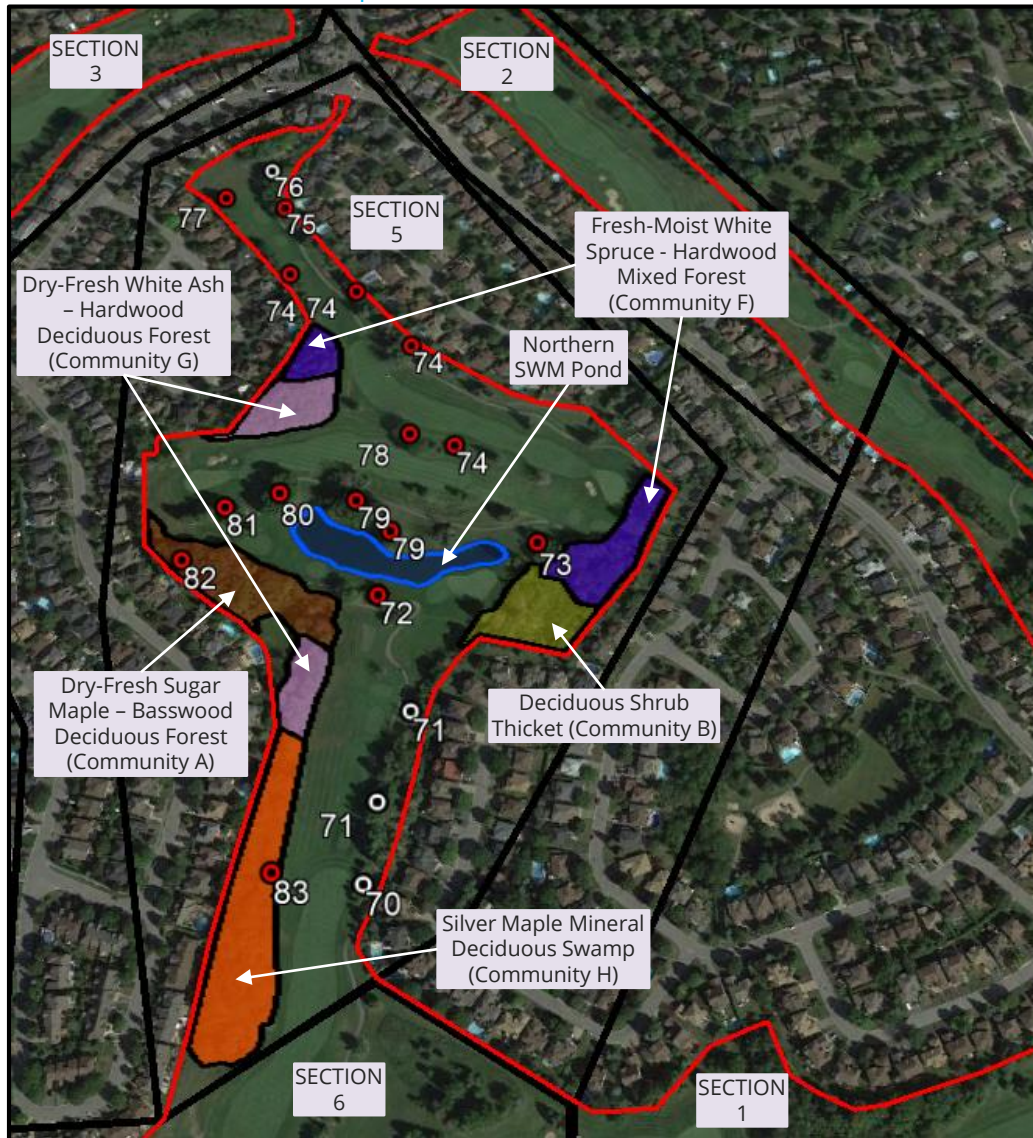 SECTION
3
SECTION
2
76
77
75
SECTION
5
Fresh-Moist White
Spruce - Hardwood
Mixed Forest
(Community F)
Dry-Fresh White Ash
– Hardwood
Deciduous Forest
(Community G)
74
74
74
Northern
SWM Pond
78
74
81
80
79
79
73
82
72
Dry-Fresh Sugar
Maple – Basswood
Deciduous Forest
(Community A)
Deciduous Shrub
Thicket (Community B)
71
71
83
70
Silver Maple Mineral
Deciduous Swamp
(Community H)
SECTION
6
SECTION
1